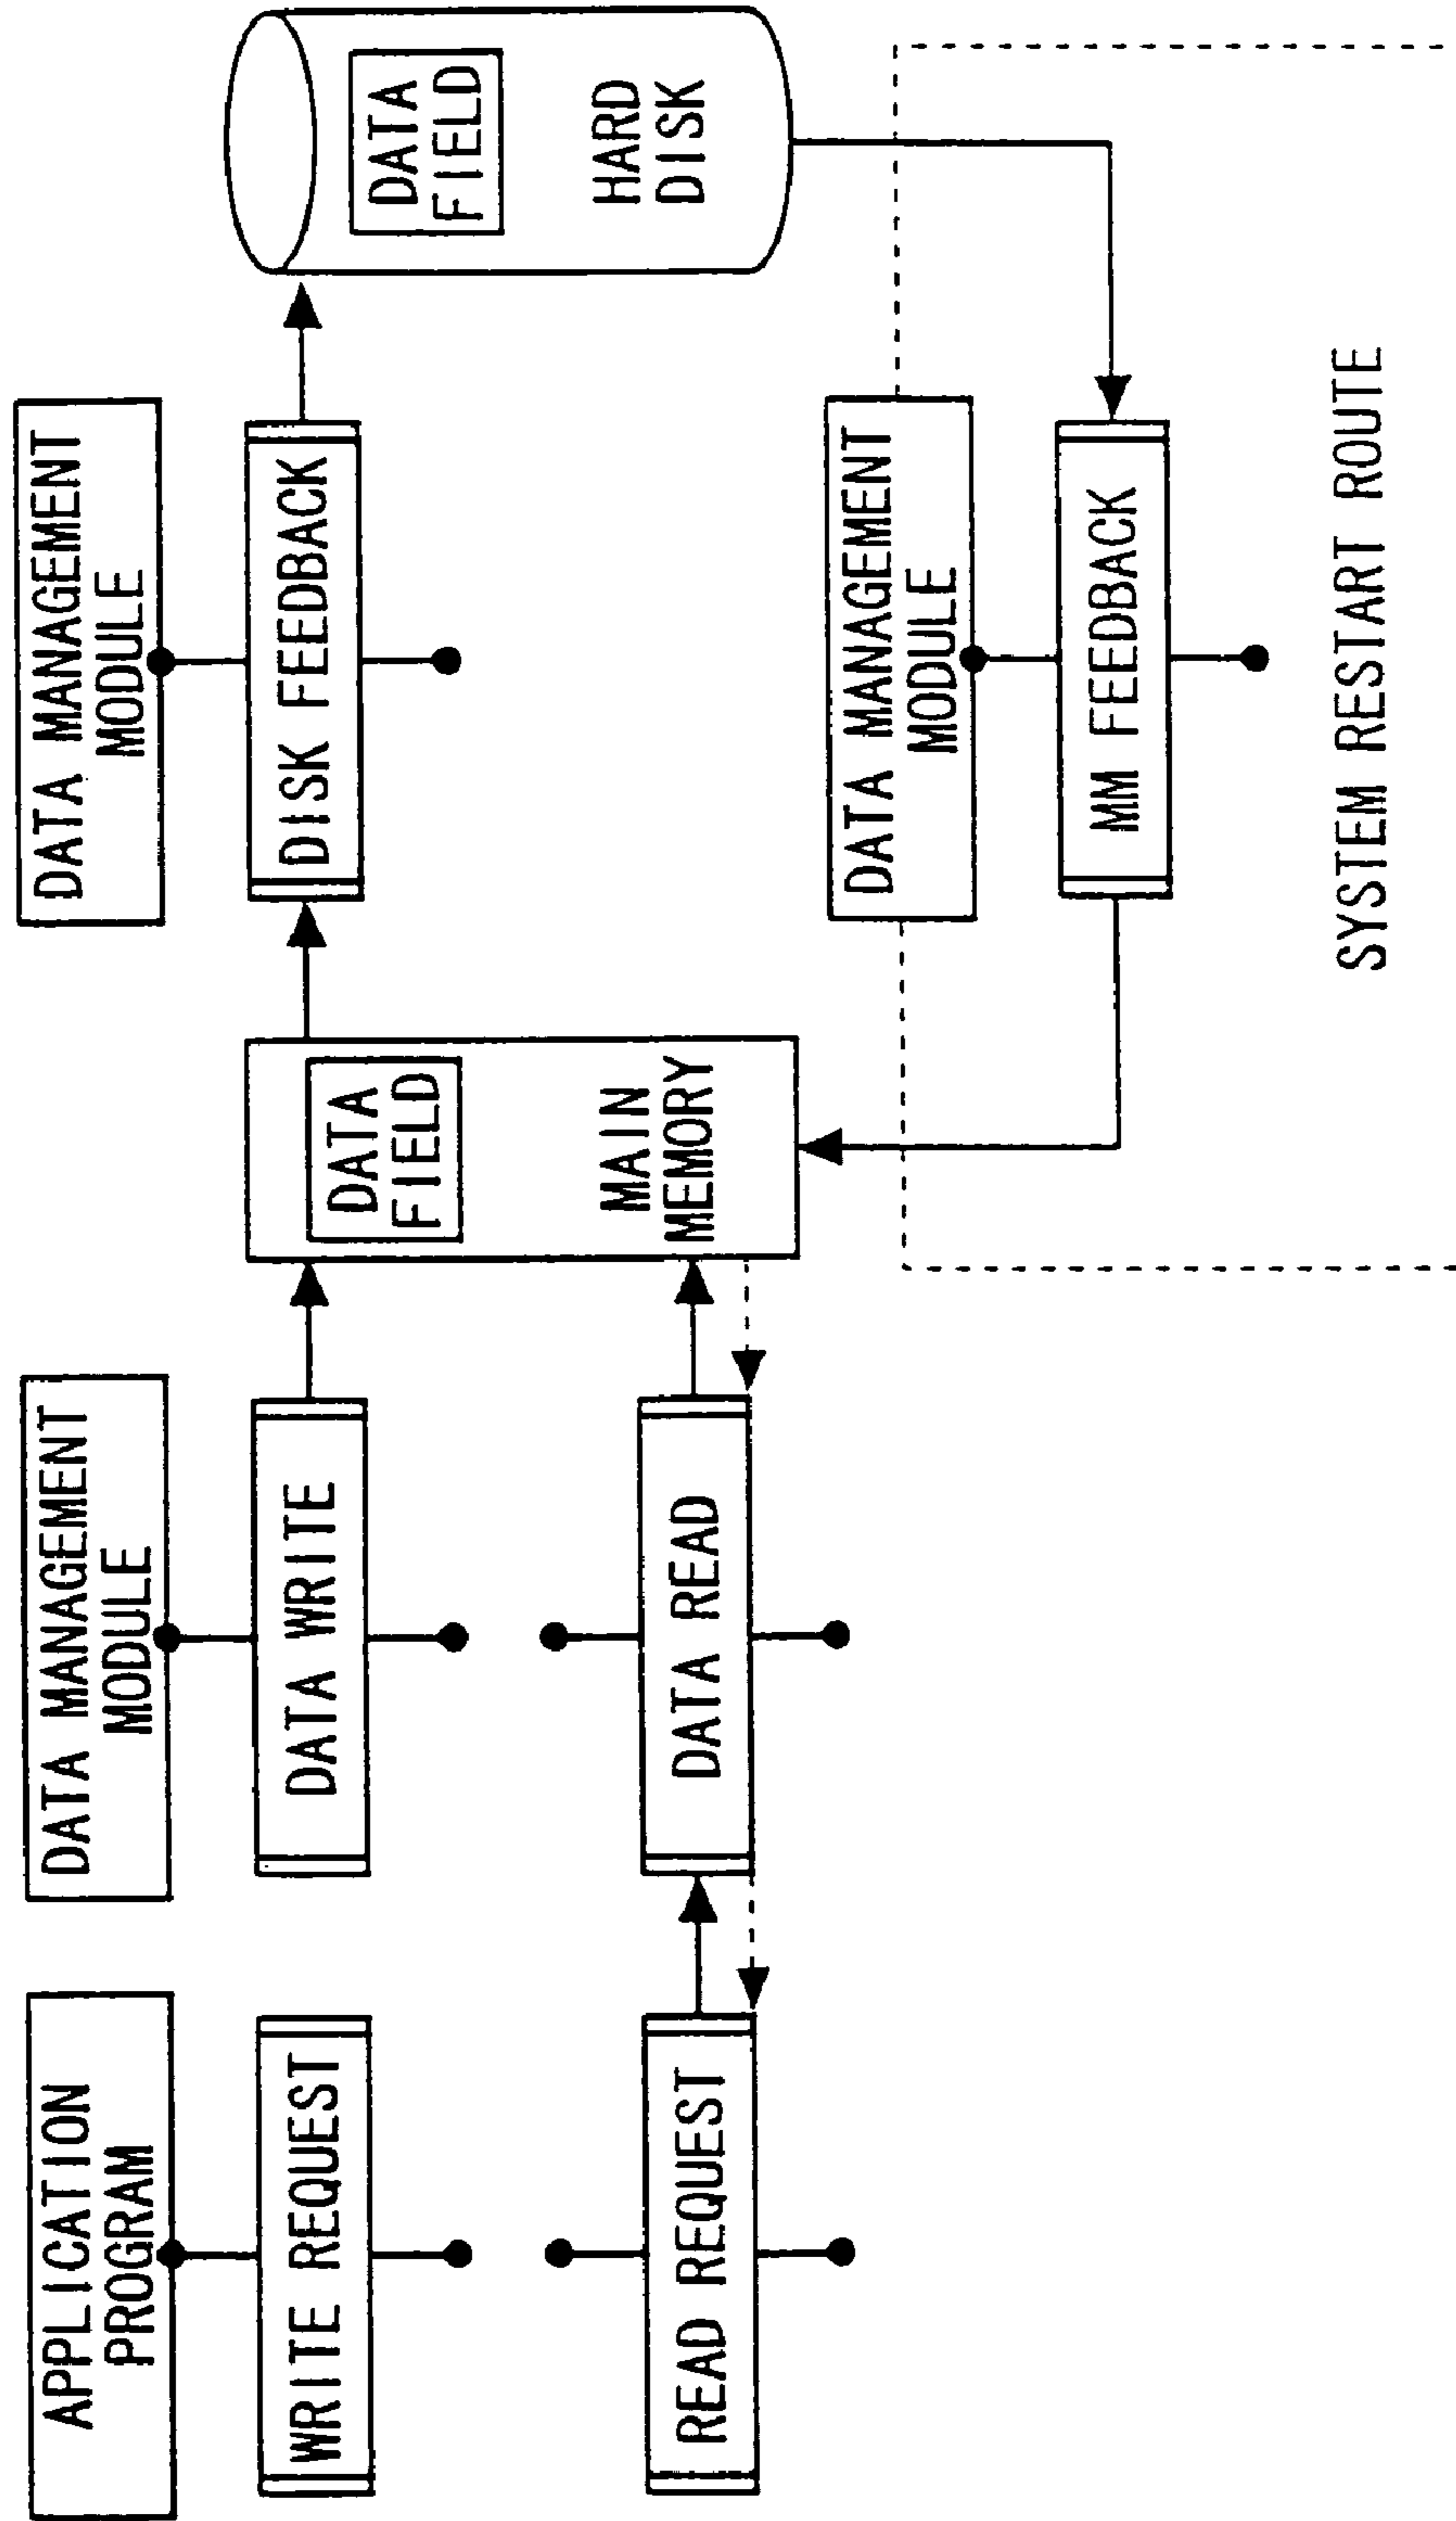 APPLICATION
PROGRAM
WRITE REQUEST
READ REQUEST
DATA MANAGEMENT
MODULE
DATA WRITE
DATA READ
DATA
FIELD
MAIN
MEMORY
DATA MANAGEMENT
MODULE
DISK FEEDBACK
DATA MANAGEMENT
MODULE
MM FEEDBACK
SYSTEM RESTART ROUTE
DATA
FIELD
HARD
DISK